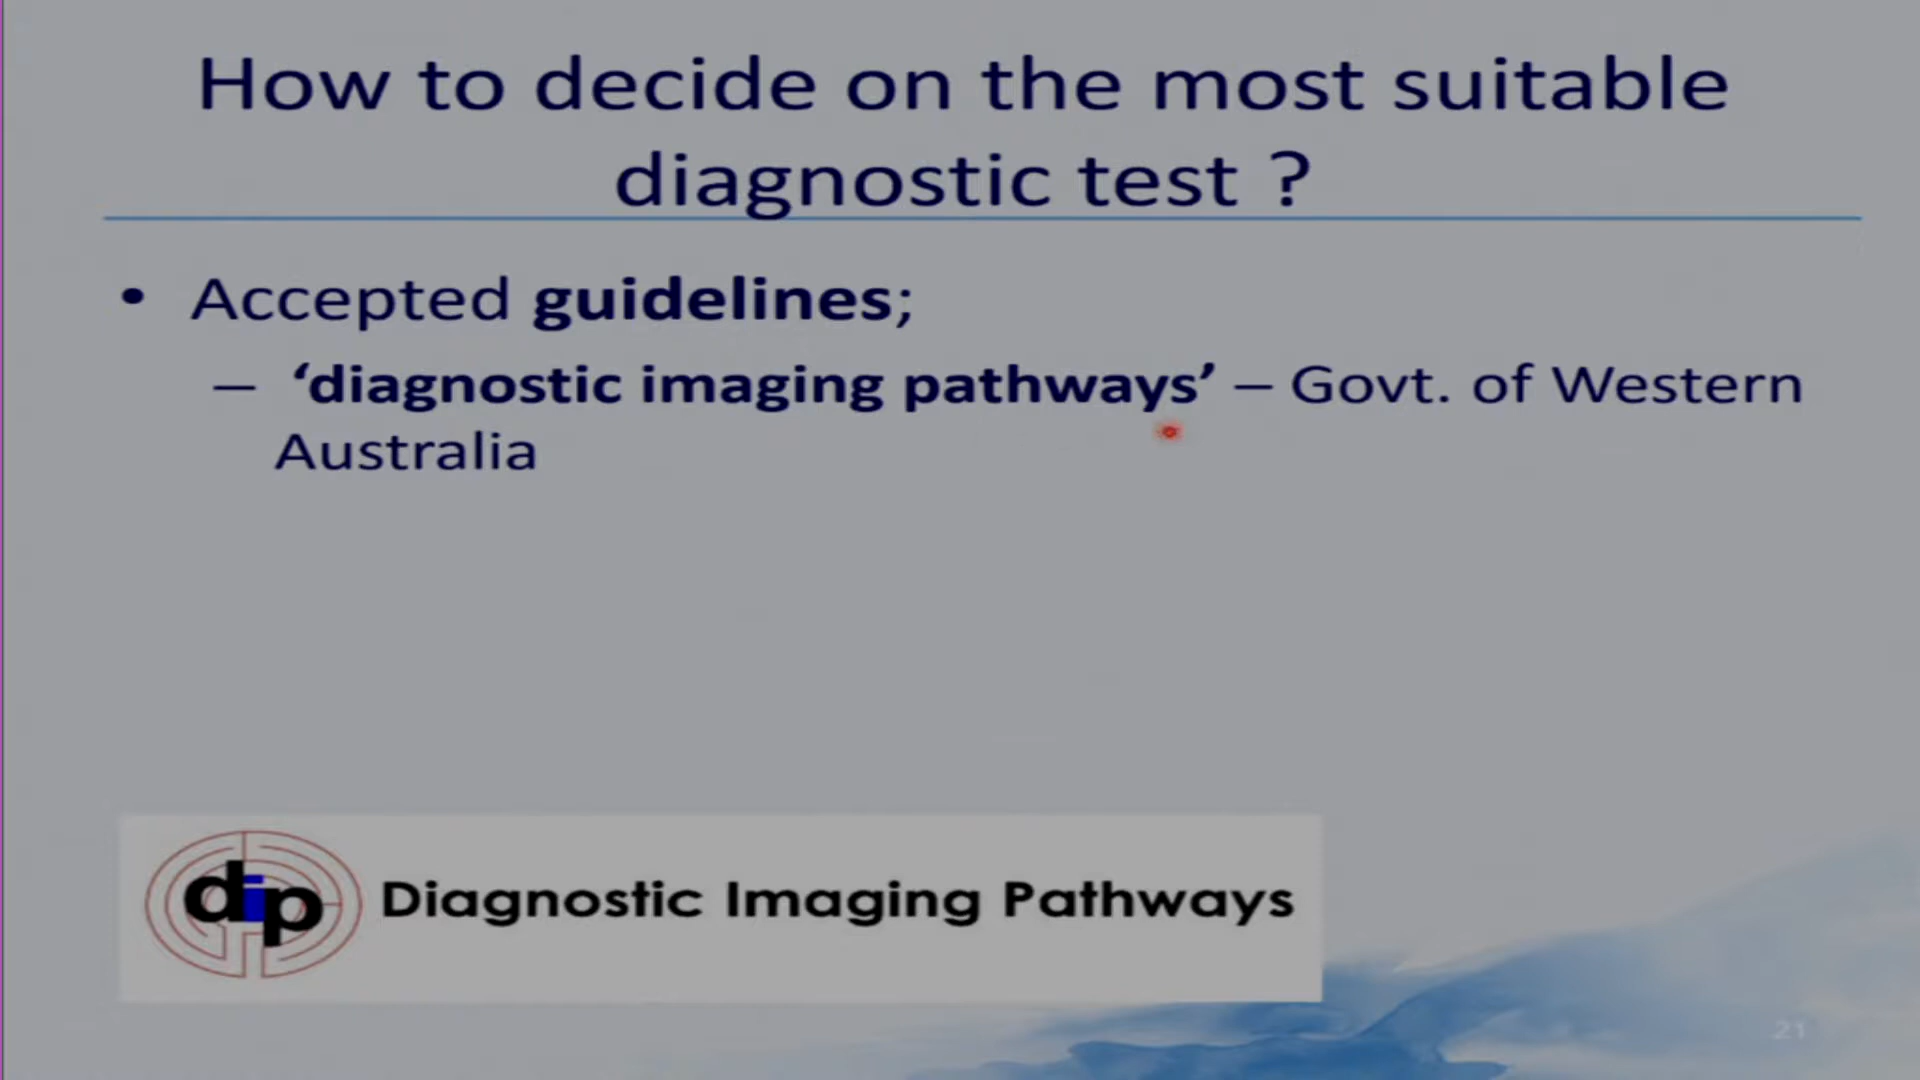 How to decide on the most suitable
diagnostic test ?
• Accepted guidelines;
– ‘diagnostic imaging pathways’ – Govt. of Western
Australia
dip Diagnostic Imaging Pathways
21